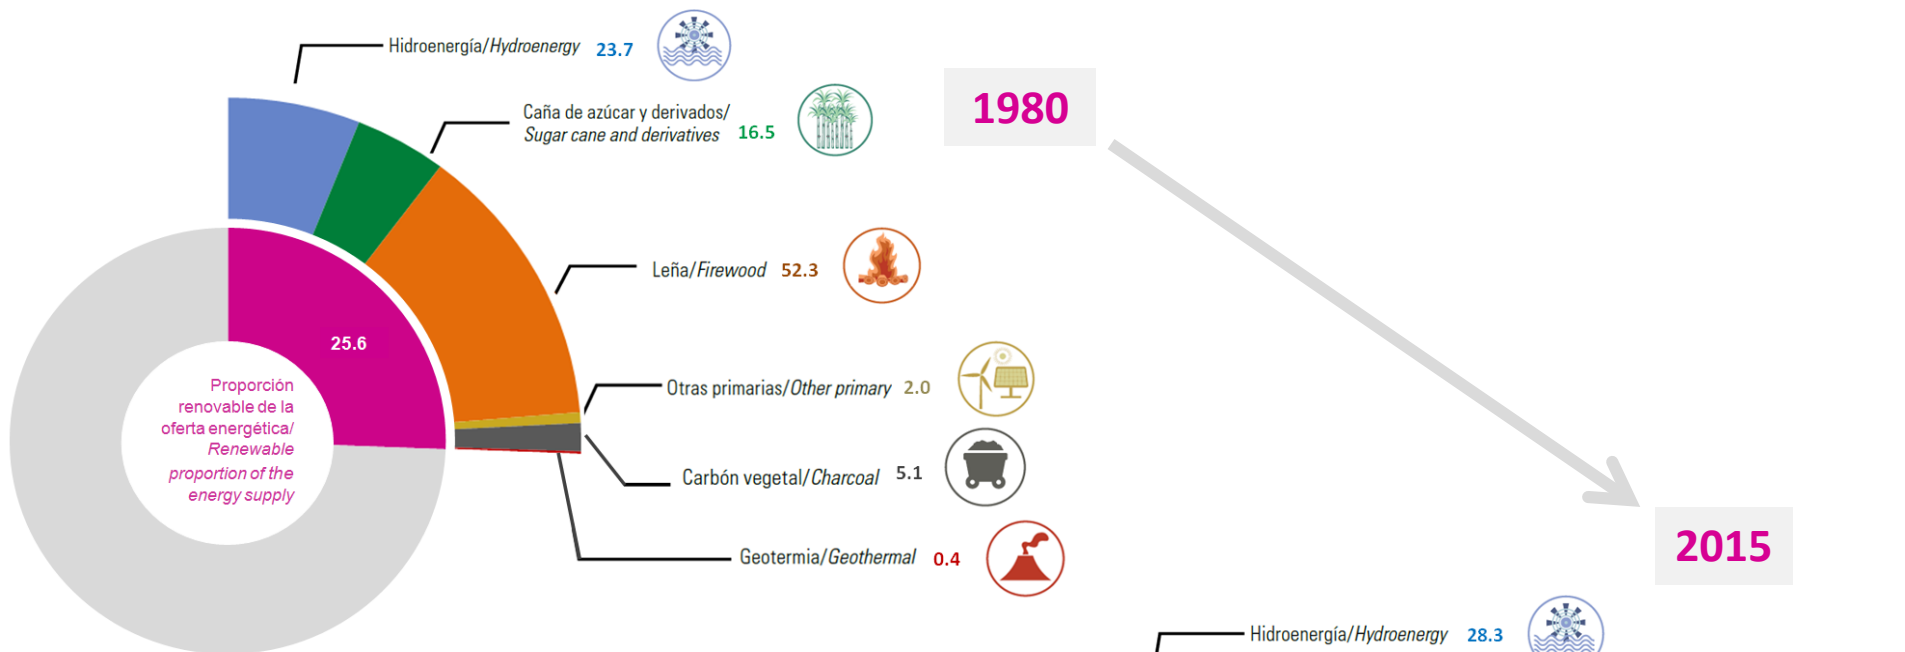 Hidroenergía/Hydroenergy 23.7
Caña de azúcar y derivados/
Sugar cane and derivatives 16.5
1980
Leña/Firewood 52.3
25.6
Proporción
renovable de la
oferta energética/
Renewable
proportion of the
energy supply
Otras primarias/Other primary 2.0
Carbón vegetal/Charcoal 5.1
Geotermia/Geothermal 0.4
2015
Hidroenergía/Hydroenergy 28.3